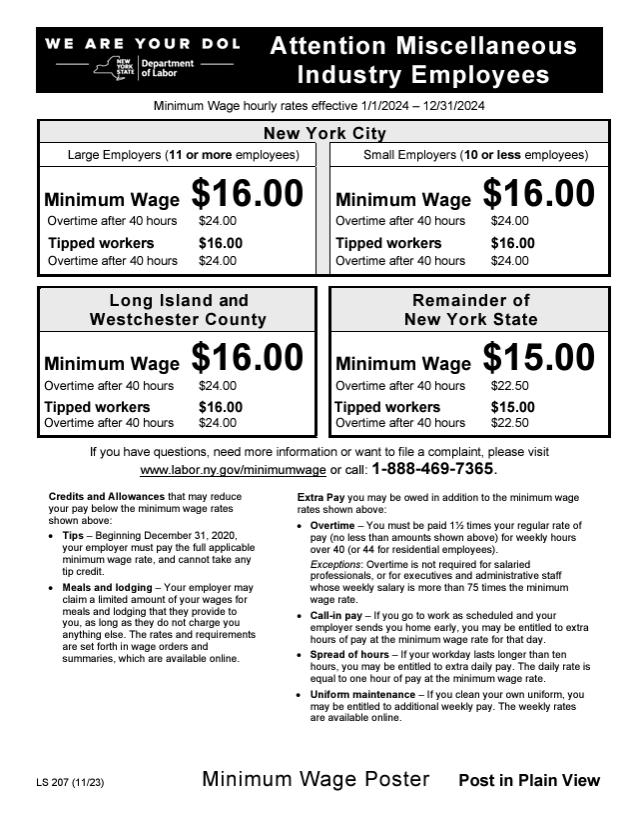 WE ARE YOUR DOL
NEW
YORK
STATE
Department
of Labor
Attention Miscellaneous
Industry Employees
Minimum Wage hourly rates effective 1/1/2024 – 12/31/2024
New York City
Large Employers (11 or more employees)
Minimum Wage $16.00
Overtime after 40 hours $24.00
Tipped workers $16.00
Overtime after 40 hours $24.00
Small Employers (10 or less employees)
Minimum Wage $16.00
Overtime after 40 hours $24.00
Tipped workers $16.00
Overtime after 40 hours $24.00
Long Island and
Westchester County
Minimum Wage $16.00
Overtime after 40 hours $24.00
Tipped workers $16.00
Overtime after 40 hours $24.00
Remainder of
New York State
Minimum Wage $15.00
Overtime after 40 hours $22.50
Tipped workers $15.00
Overtime after 40 hours $22.50
If you have questions, need more information or want to file a complaint, please visit
www.labor.ny.gov/minimumwage or call: 1-888-469-7365.
Credits and Allowances that may reduce
your pay below the minimum wage rates
shown above:
• Tips – Beginning December 31, 2020,
your employer must pay the full applicable
minimum wage rate, and cannot take any
tip credit.
• Meals and lodging – Your employer may
claim a limited amount of your wages for
meals and lodging that they provide to
you, as long as they do not charge you
anything else. The rates and requirements
are set forth in wage orders and
summaries, which are available online.
Extra Pay you may be owed in addition to the minimum wage
rates shown above:
• Overtime – You must be paid 1½ times your regular rate of
pay (no less than amounts shown above) for weekly hours
over 40 (or 44 for residential employees).
Exceptions: Overtime is not required for salaried
professionals, or for executives and administrative staff
whose weekly salary is more than 75 times the minimum
wage rate.
• Call-in pay – If you go to work as scheduled and your
employer sends you home early, you may be entitled to extra
hours of pay at the minimum wage rate for that day.
• Spread of hours – If your workday lasts longer than ten
hours, you may be entitled to extra daily pay. The daily rate is
equal to one hour of pay at the minimum wage rate.
• Uniform maintenance – If you clean your own uniform, you
may be entitled to additional weekly pay. The weekly rates
are available online.
LS 207 (11/23)
Minimum Wage Poster
Post in Plain View